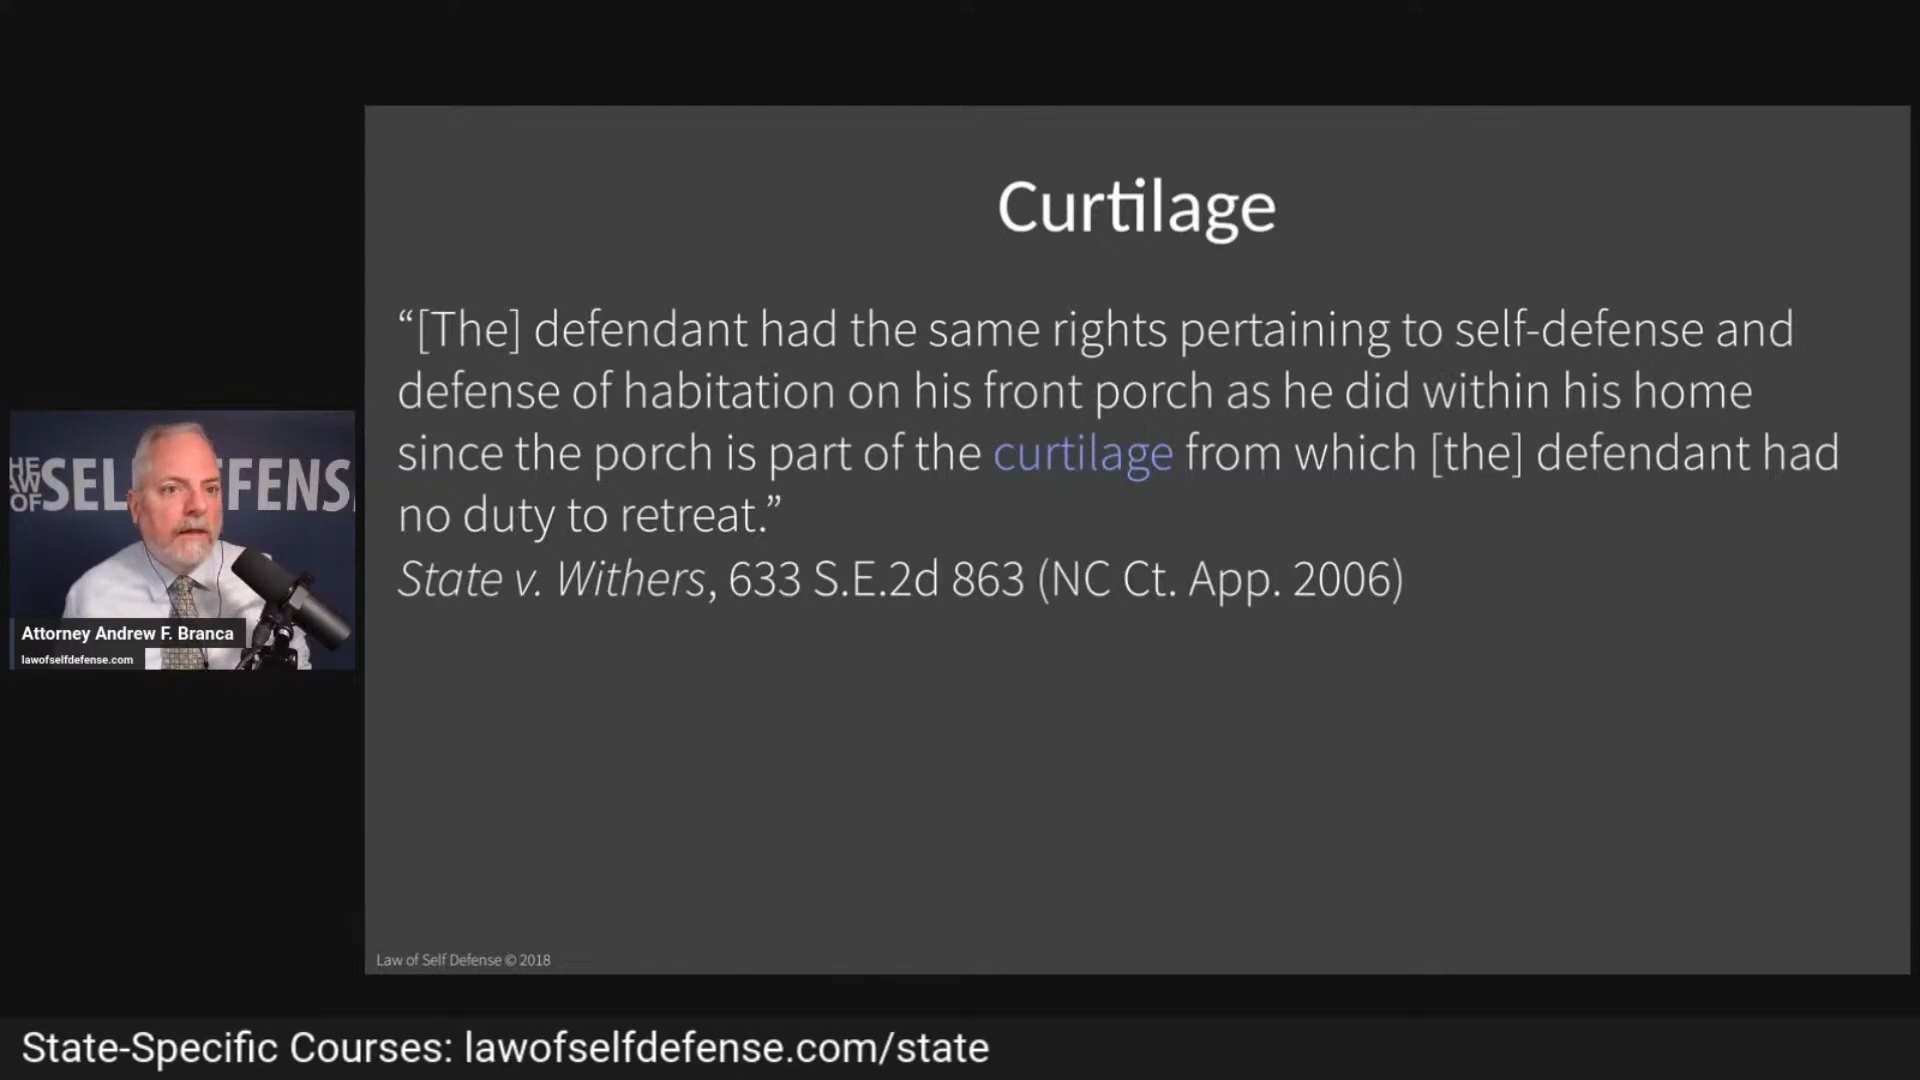 Curtilage
“[The] defendant had the same rights pertaining to self-defense and
defense of habitation on his front porch as he did within his home
since the porch is part of the curtilage from which [the] defendant had
no duty to retreat.”
State v. Withers, 633 S.E.2d 863 (NC Ct. App. 2006)
Law of Self Defense © 2018
Attorney Andrew F. Branca
lawofselfdefense.com
State-Specific Courses: lawofselfdefense.com/state